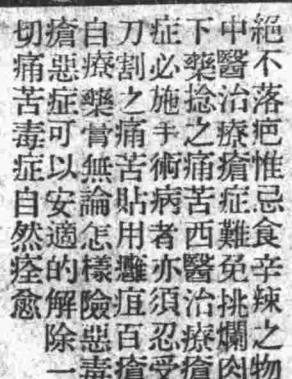 絕不落疤惟忌食辛辣之物
中醫治療瘡症難免挑爛肉
下藥捻之痛苦西醫治療瘡
症必施手術病者亦須忍受
刀割之痛苦貼用癰疽百瘡
自療藥膏無論怎樣險惡毒
瘡惡症可以安適的解除一
切痛苦毒症自然痊愈